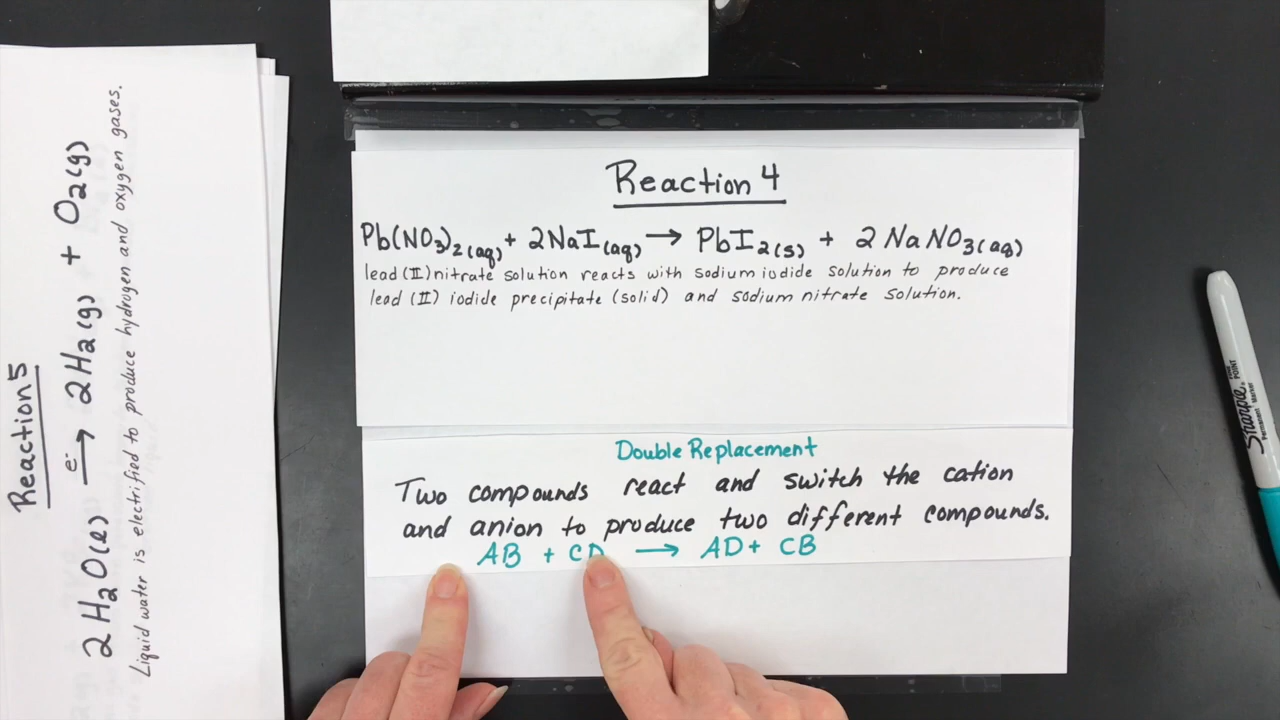 Reaction 4
Pb(NO₃)₂(aq) + 2NaI(aq) → PbI₂(s) + 2NaNO₃(aq)
lead (II) nitrate solution reacts with sodium iodide solution to produce
lead (II) iodide precipitate (solid) and sodium nitrate solution.
Double Replacement
Two compounds react and switch the cation
and anion to produce two different compounds.
AB + CD → AD + CB
Reaction 5
2H₂O(ℓ) e⁻→ 2H₂(g) + O₂(g)
Liquid water is electrified to produce hydrogen and oxygen gases.
Sharpie